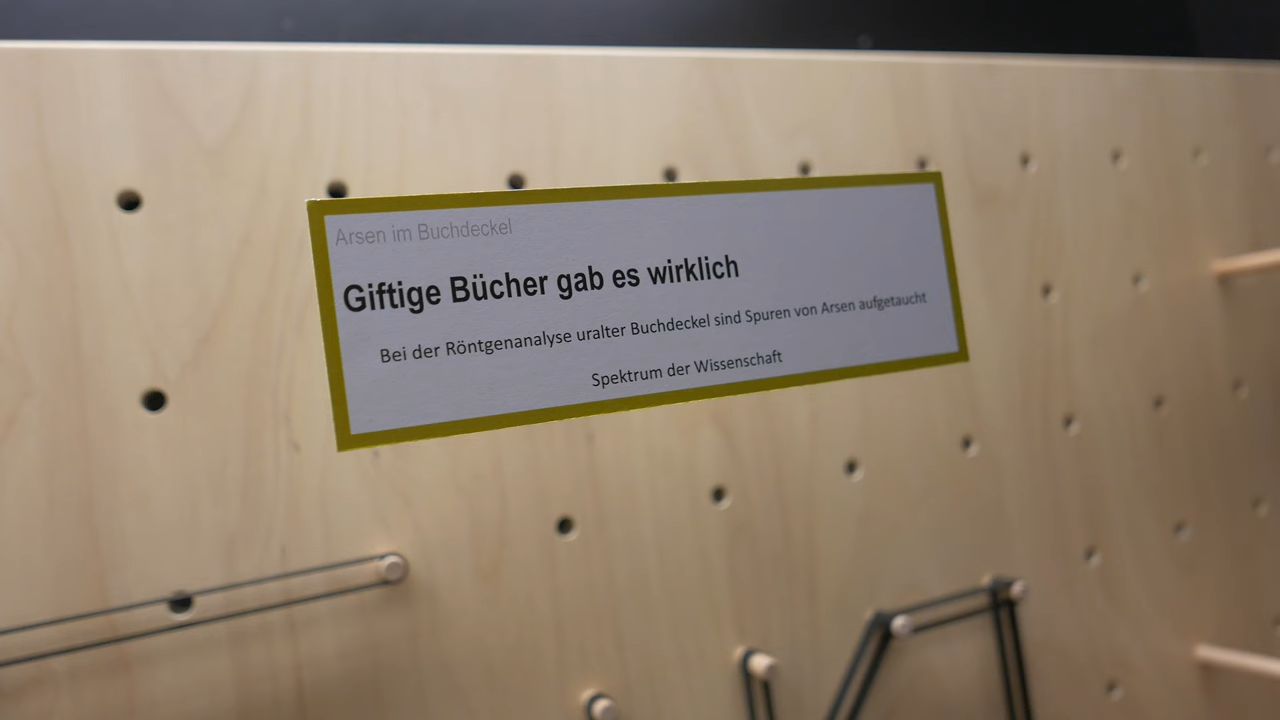 Arsen im Buchdeckel
Giftige Bücher gab es wirklich
Bei der Röntgenanalyse uralter Buchdeckel sind Spuren von Arsen aufgetaucht
Spektrum der Wissenschaft